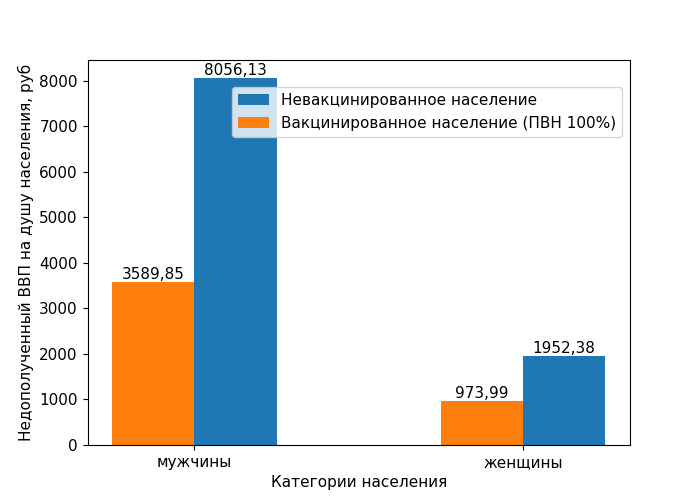 Недополученный ВВП на душу населения, руб
8000
7000
6000
5000
4000
3000
2000
1000
0
8056,13
3589,85
1952,38
973,99
Невакцинированное население
Вакцинированное население (ПВН 100%)
мужчины
женщины
Категории населения